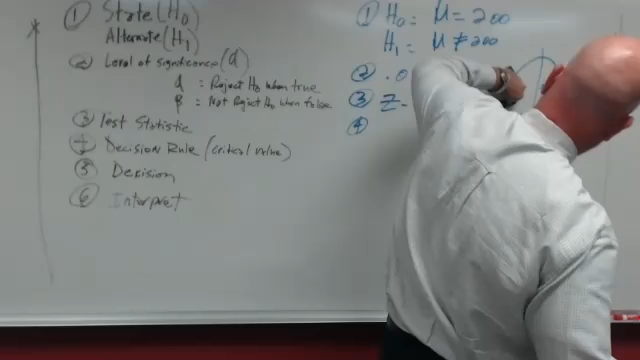 ① State (H₀)
Alternate (H₁)
② Level of significance (α)
α = Reject H₀ when true
β = Not Reject H₀ when false
③ Test Statistic
④ Decision Rule (critical value)
⑤ Decision
⑥ Interpret
① H₀ = μ = 200
H₁ = μ ≠ 200
② .0
③ Z-
④